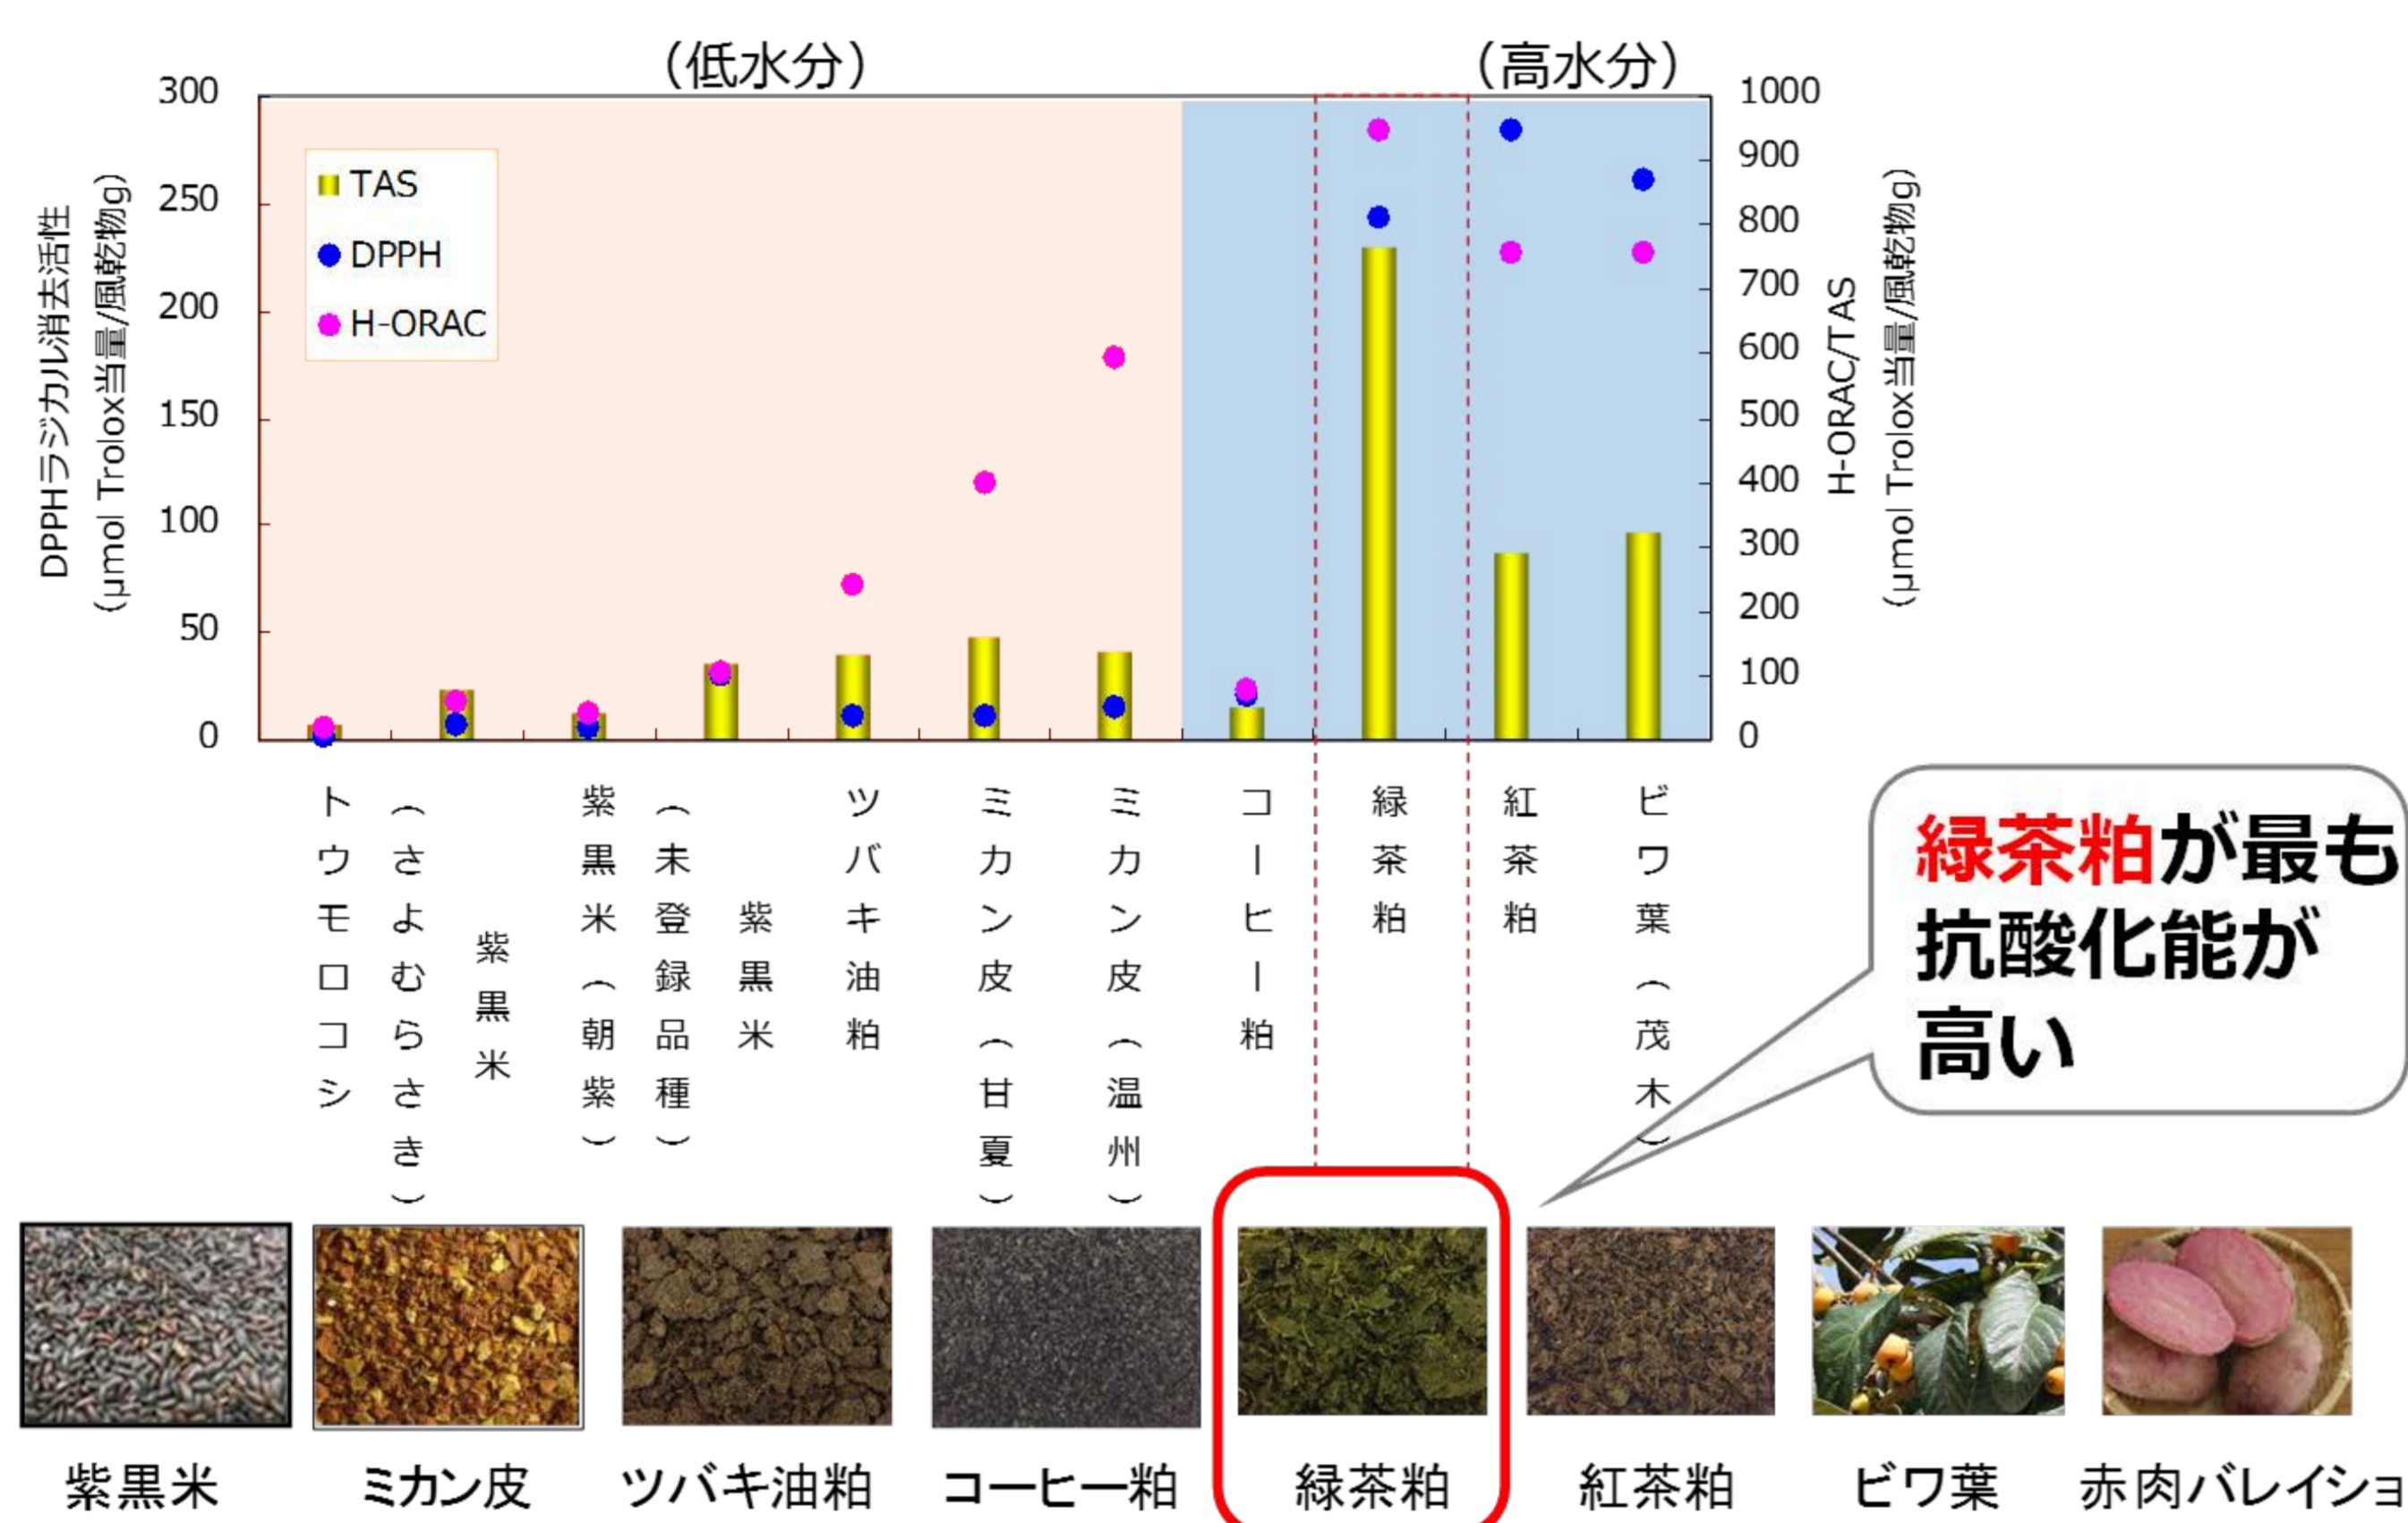 （低水分）
（高水分）
DPPHラジカル消去活性
（μmol Trolox当量/風乾物g）
300
250
200
150
100
50
0
TAS
DPPH
H-ORAC
1000
900
800
700
600
500
400
300
200
100
0
H-ORAC/TAS
（μmol Trolox当量/風乾物g）
トウモロコシ
紫黒米
（さよむらさき）
紫黒米（朝紫）
紫黒米
（未登録品種）
ツバキ油粕
ミカン皮（甘夏）
ミカン皮（温州）
コーヒー粕
緑茶粕
紅茶粕
ビワ葉（茂木）
緑茶粕が最も
抗酸化能が
高い
紫黒米
ミカン皮
ツバキ油粕
コーヒー粕
緑茶粕
紅茶粕
ビワ葉
赤肉バレイショ